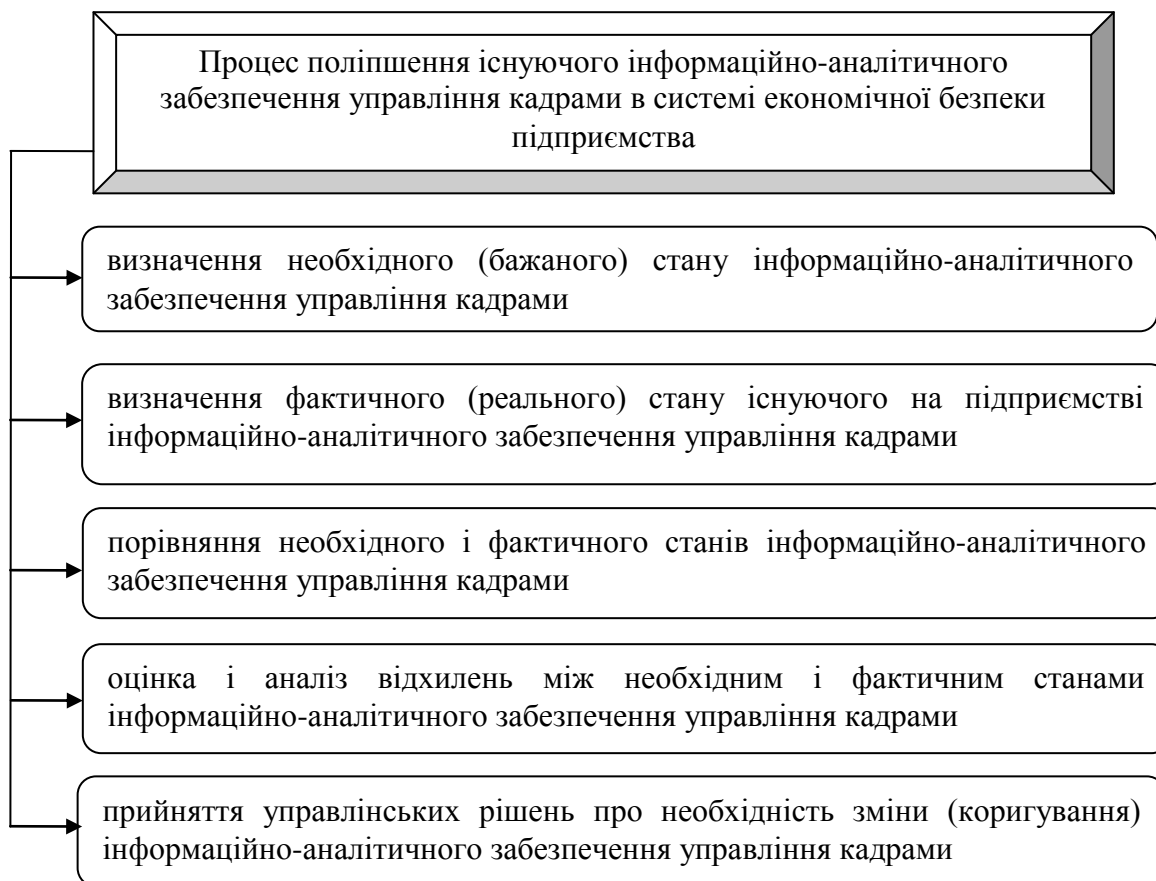 Процес поліпшення існуючого інформаційно-аналітичного
забезпечення управління кадрами в системі економічної безпеки
підприємства
визначення необхідного (бажаного) стану інформаційно-аналітичного
забезпечення управління кадрами
визначення фактичного (реального) стану існуючого на підприємстві
інформаційно-аналітичного забезпечення управління кадрами
порівняння необхідного і фактичного станів інформаційно-аналітичного
забезпечення управління кадрами
оцінка і аналіз відхилень між необхідним і фактичним станами
інформаційно-аналітичного забезпечення управління кадрами
прийняття управлінських рішень про необхідність зміни (коригування)
інформаційно-аналітичного забезпечення управління кадрами